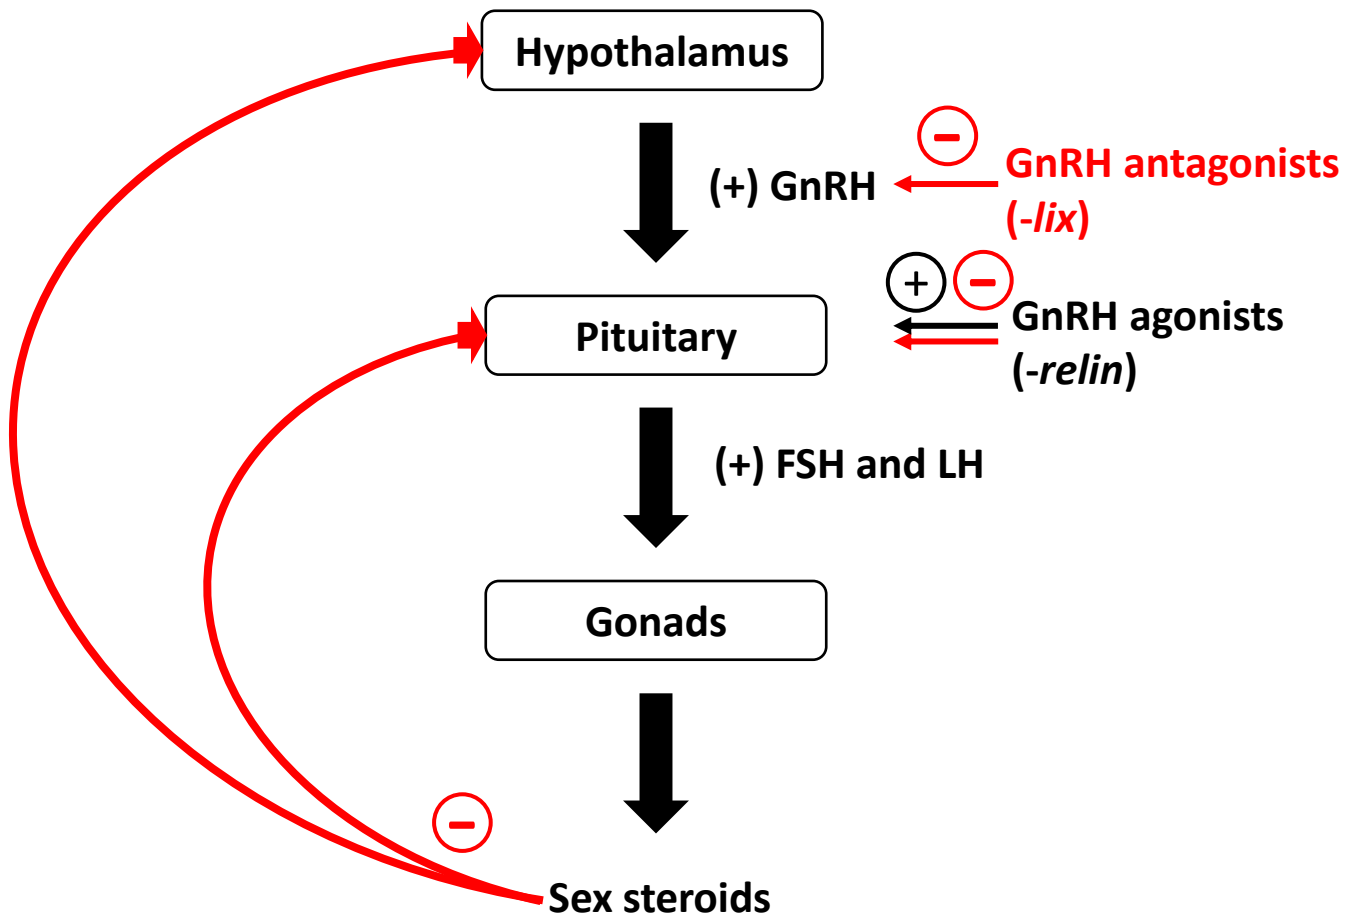 Hypothalamus
(+) GnRH
GnRH antagonists
(-lix)
Pituitary
GnRH agonists
(-relin)
(+) FSH and LH
Gonads
Sex steroids